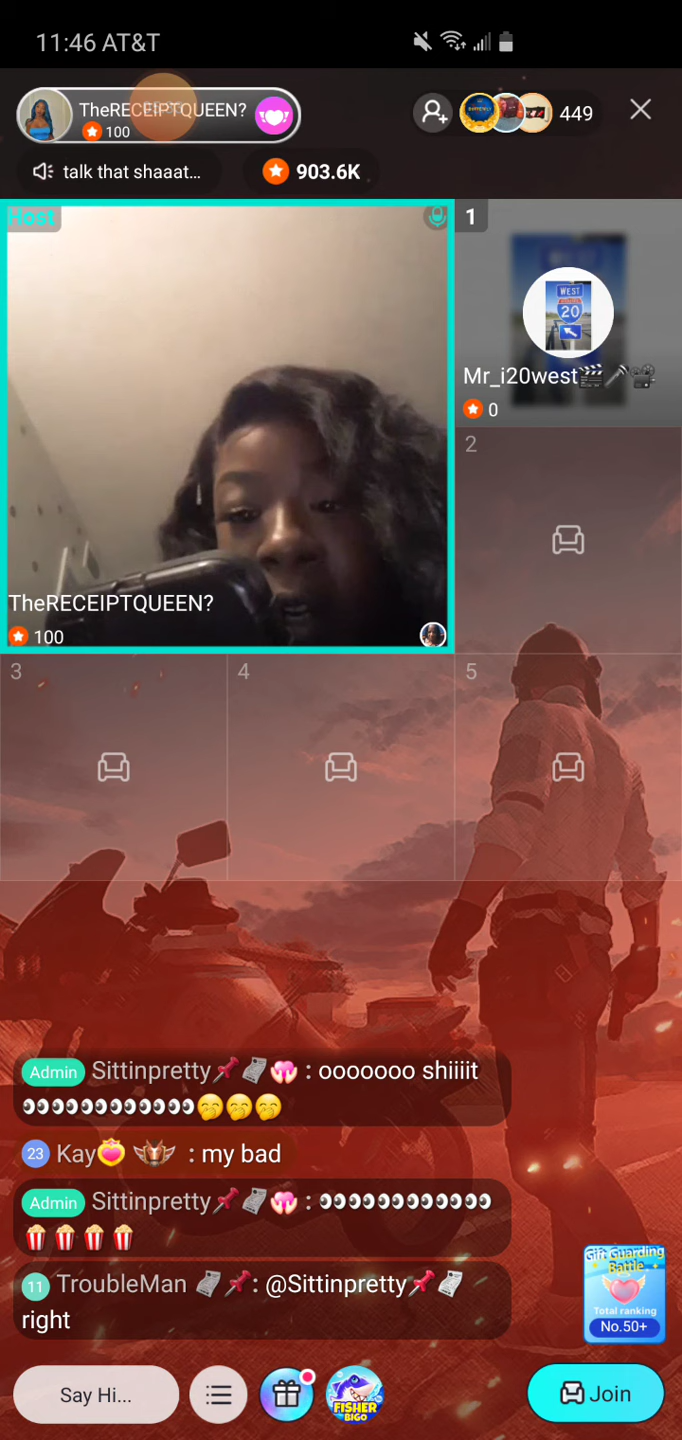 11:46 AT&T
TheRECEIPTQUEEN?
100
449
talk that shaaat...
903.6K
Host
1
WEST
20
Mr_i20west🎬🎤🎥
0
2
TheRECEIPTQUEEN?
100
3
4
5
Admin Sittinpretty📌🗞️💝 : ooooooo shiiiit
👀👀👀👀👀👀👀👀👀👀👀👀🤭🤭🤭
23 Kay : my bad
Admin Sittinpretty📌🗞️💝 : 👀👀👀👀👀👀👀👀👀👀👀👀
🍿🍿🍿🍿
11 TroubleMan 🗞️📌: @Sittinpretty📌🗞️
right
Gift Guarding
Battle
Total ranking
No.50+
Say Hi...
FISHER
BIGO
Join